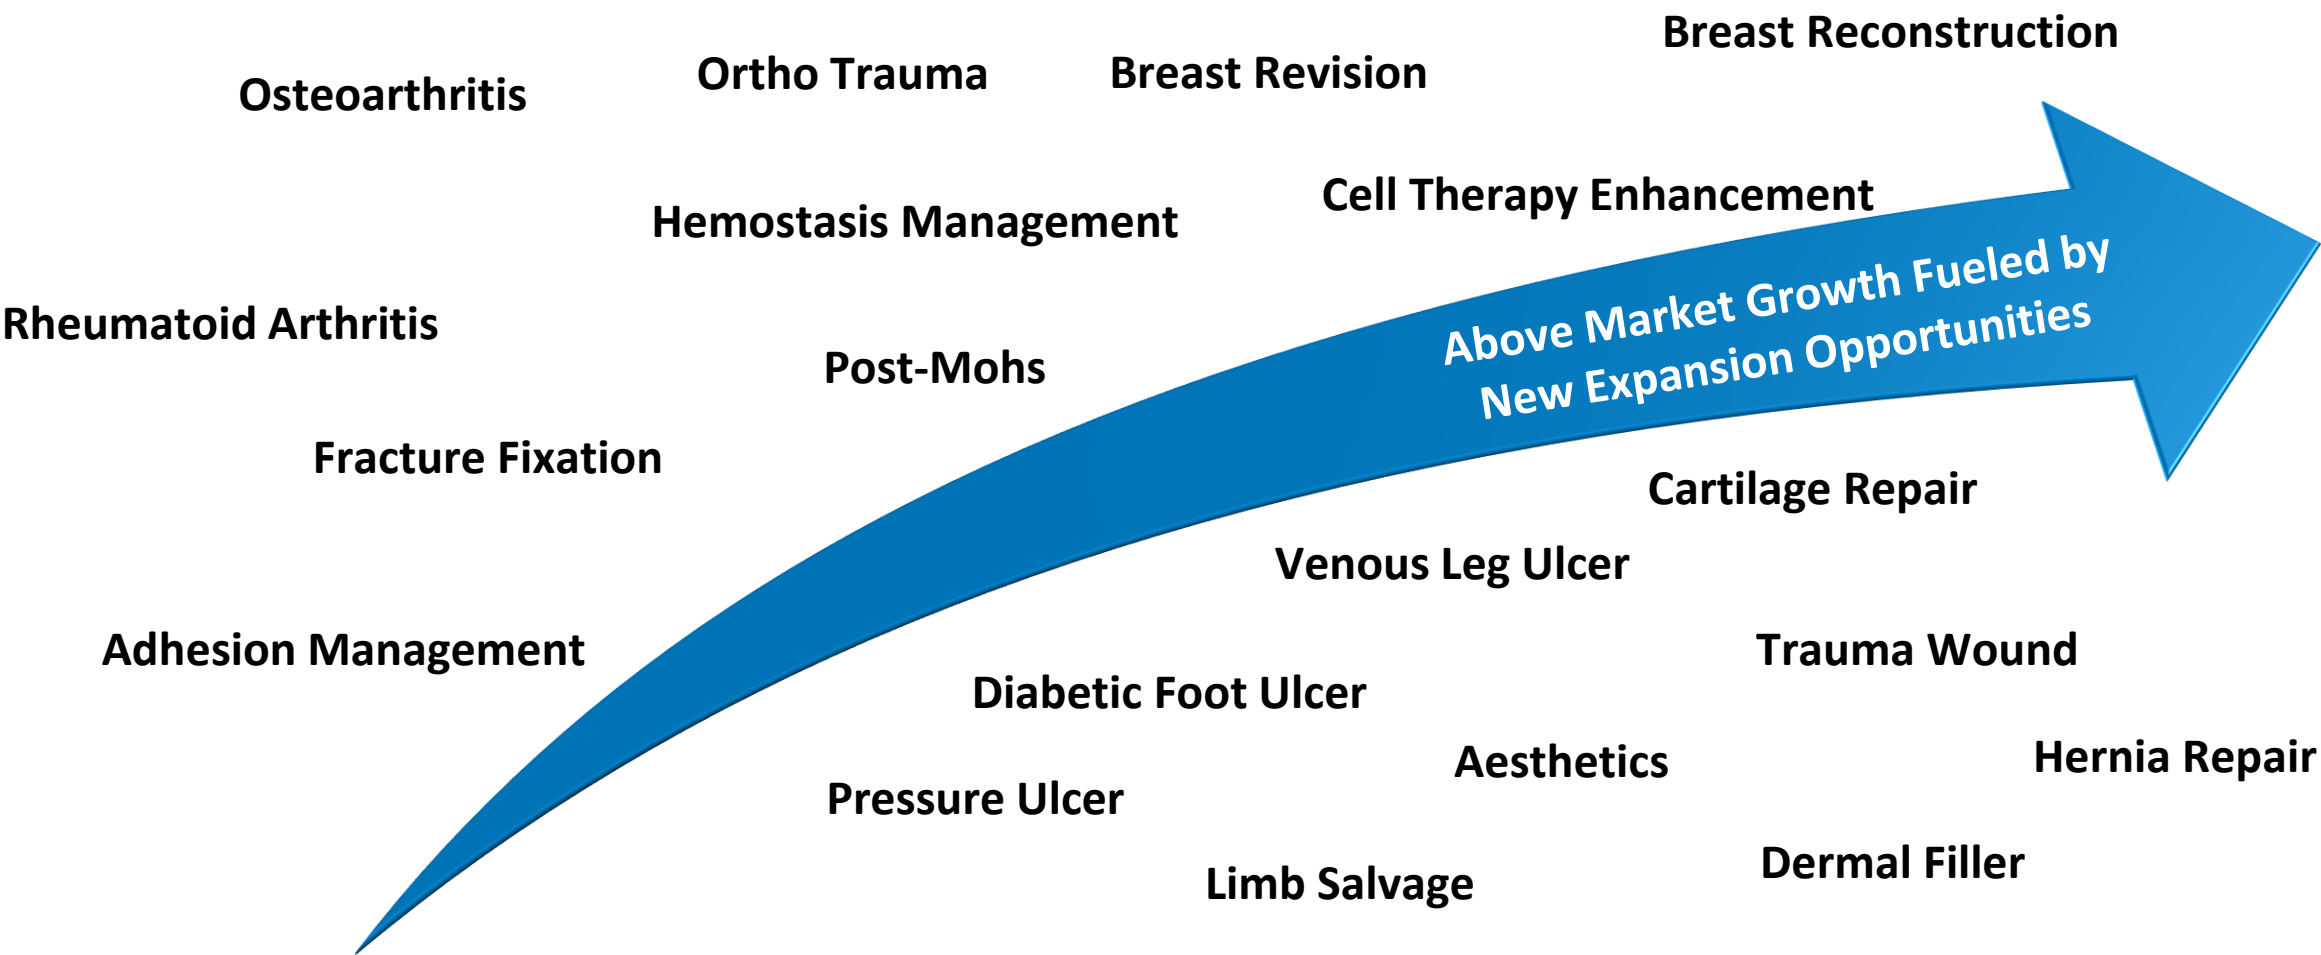 Breast Reconstruction
Osteoarthritis
Ortho Trauma
Breast Revision
Hemostasis Management
Cell Therapy Enhancement
Rheumatoid Arthritis
Post-Mohs
Above Market Growth Fueled by
New Expansion Opportunities
Fracture Fixation
Cartilage Repair
Venous Leg Ulcer
Adhesion Management
Trauma Wound
Diabetic Foot Ulcer
Aesthetics
Hernia Repair
Pressure Ulcer
Limb Salvage
Dermal Filler